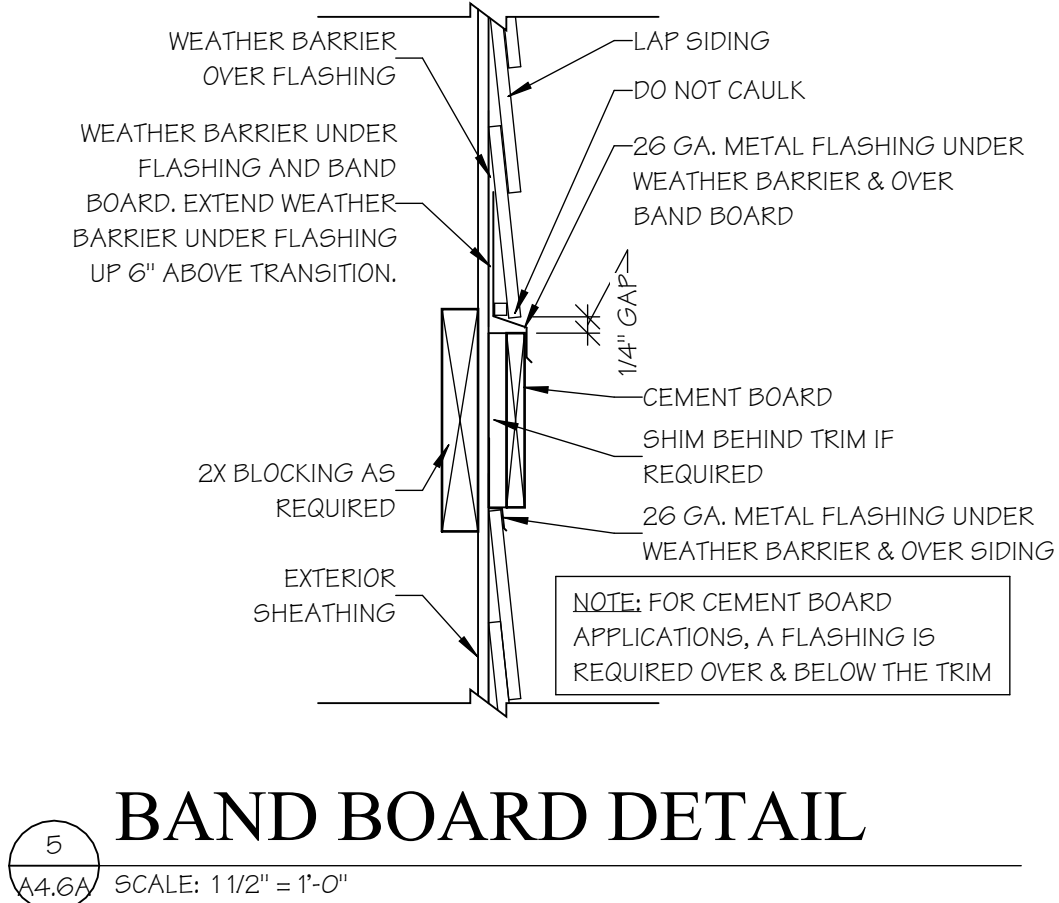 WEATHER BARRIER
OVER FLASHING
WEATHER BARRIER UNDER
FLASHING AND BAND
BOARD. EXTEND WEATHER
BARRIER UNDER FLASHING
UP 6" ABOVE TRANSITION.
2X BLOCKING AS
REQUIRED
EXTERIOR
SHEATHING
LAP SIDING
DO NOT CAULK
26 GA. METAL FLASHING UNDER
WEATHER BARRIER & OVER
BAND BOARD
1/4" GAP
CEMENT BOARD
SHIM BEHIND TRIM IF
REQUIRED
26 GA. METAL FLASHING UNDER
WEATHER BARRIER & OVER SIDING
NOTE: FOR CEMENT BOARD
APPLICATIONS, A FLASHING IS
REQUIRED OVER & BELOW THE TRIM
BAND BOARD DETAIL
5
A4.6A
SCALE: 1 1/2" = 1'-0"